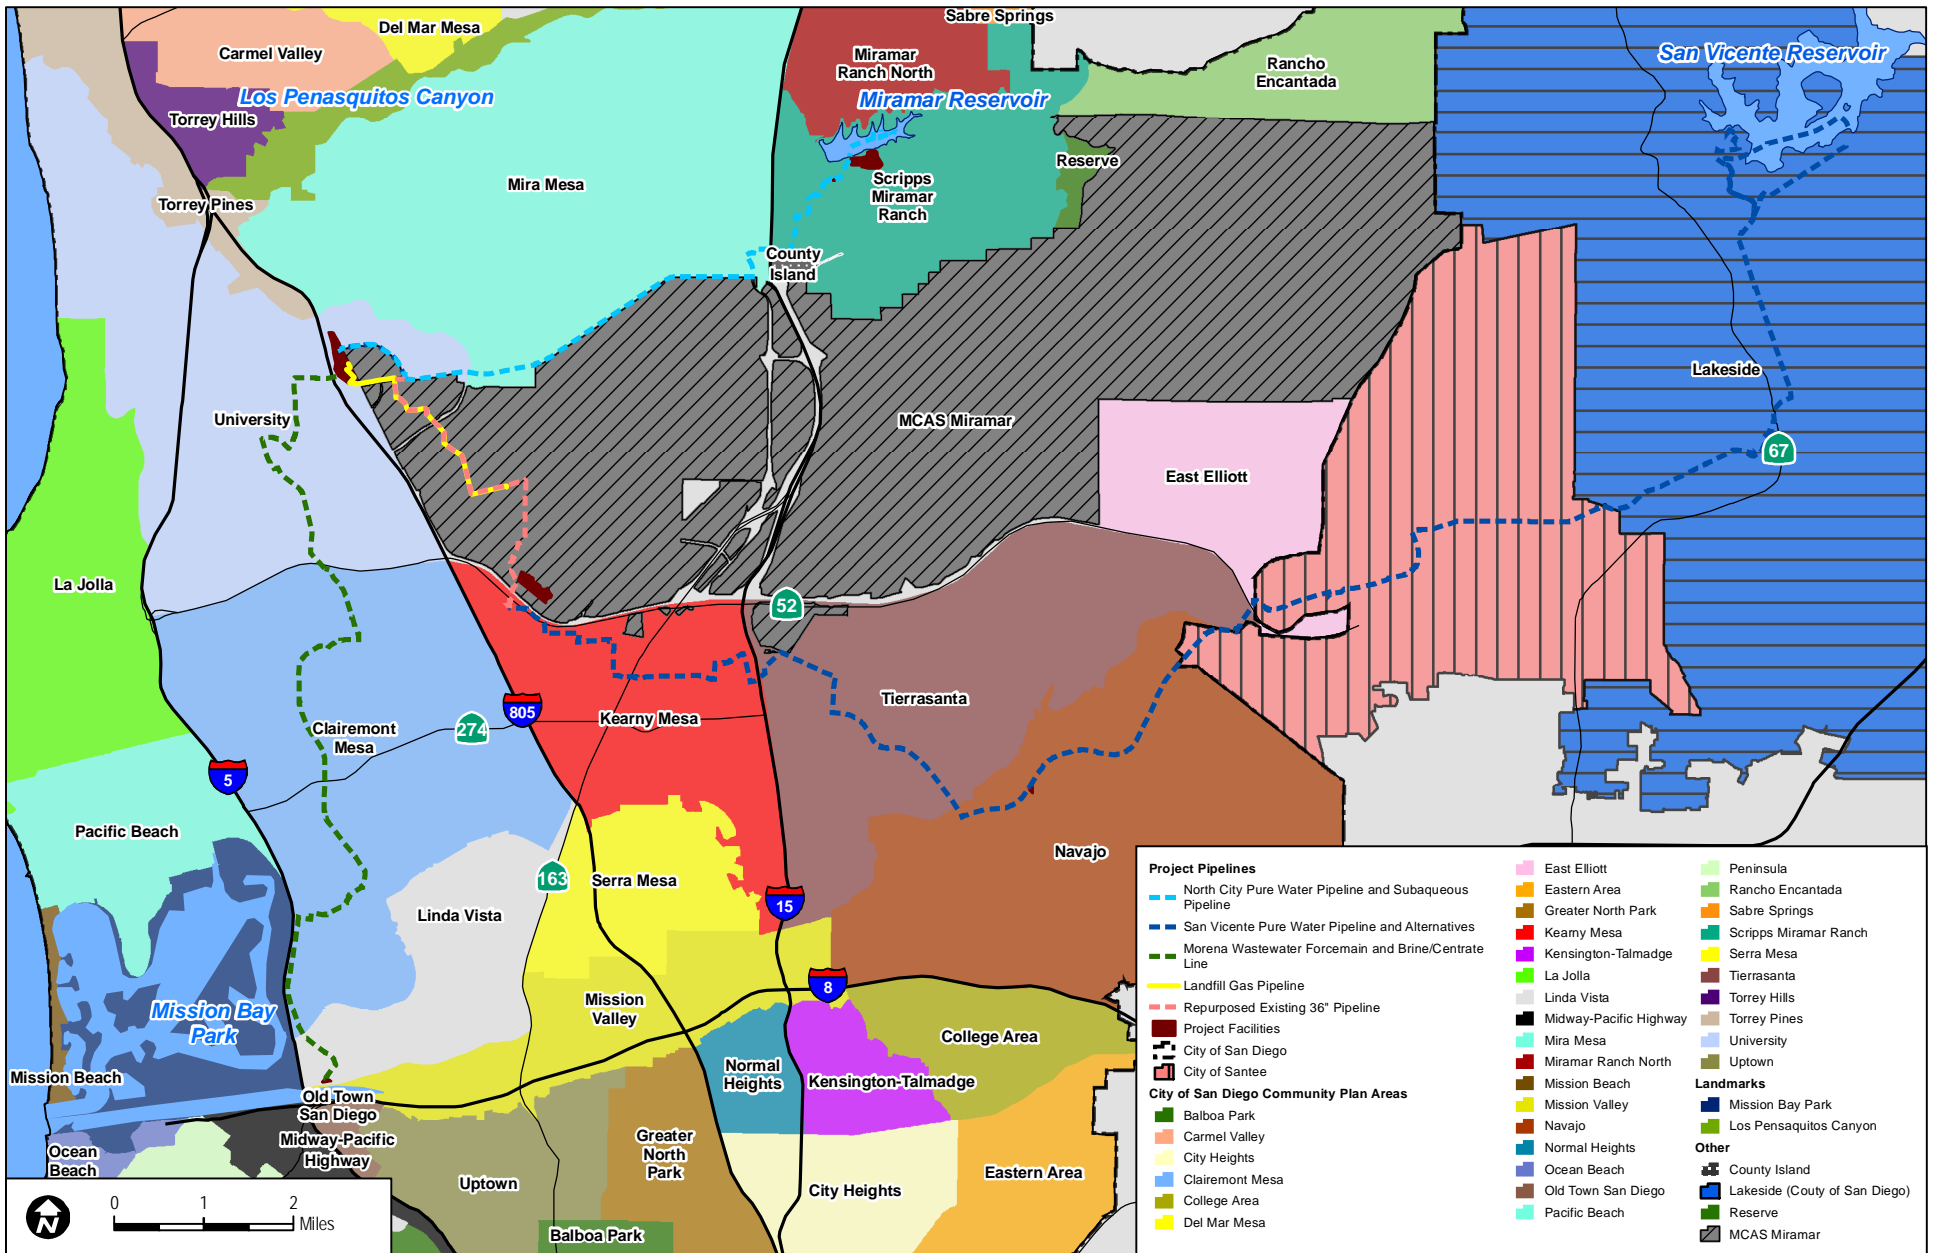 Sabre Springs
Del Mar Mesa
Carmel Valley
Miramar
Ranch North
San Vicente Reservoir
Rancho
Encantada
Los Penasquitos Canyon
Miramar Reservoir
Torrey Hills
Reserve
Mira Mesa
Scripps
Miramar
Ranch
Torrey Pines
County
Island
Lakeside
University
MCAS Miramar
67
East Elliott
La Jolla
52
Tierrasanta
805
Kearny Mesa
274
Clairemont
Mesa
5
Pacific Beach
Navajo
163
Serra Mesa
15
Linda Vista
8
Mission
Valley
Mission Bay
Park
College Area
Normal
Heights
Kensington-Talmadge
Mission Beach
Old Town
San Diego
Midway-Pacific
Highway
Ocean
Beach
Greater
North
Park
Uptown
City Heights
Eastern Area
Balboa Park
N
0 1 2
Miles
Project Pipelines
North City Pure Water Pipeline and Subaqueous
Pipeline
San Vicente Pure Water Pipeline and Alternatives
Morena Wastewater Forcemain and Brine/Centrate
Line
Landfill Gas Pipeline
Repurposed Existing 36" Pipeline
Project Facilities
City of San Diego
City of Santee
City of San Diego Community Plan Areas
Balboa Park
Carmel Valley
City Heights
Clairemont Mesa
College Area
Del Mar Mesa
East Elliott
Eastern Area
Greater North Park
Kearny Mesa
Kensington-Talmadge
La Jolla
Linda Vista
Midway-Pacific Highway
Mira Mesa
Miramar Ranch North
Mission Beach
Mission Valley
Navajo
Normal Heights
Ocean Beach
Old Town San Diego
Pacific Beach
Peninsula
Rancho Encantada
Sabre Springs
Scripps Miramar Ranch
Serra Mesa
Tierrasanta
Torrey Hills
Torrey Pines
University
Uptown
Landmarks
Mission Bay Park
Los Pensaquitos Canyon
Other
County Island
Lakeside (Couty of San Diego)
Reserve
MCAS Miramar